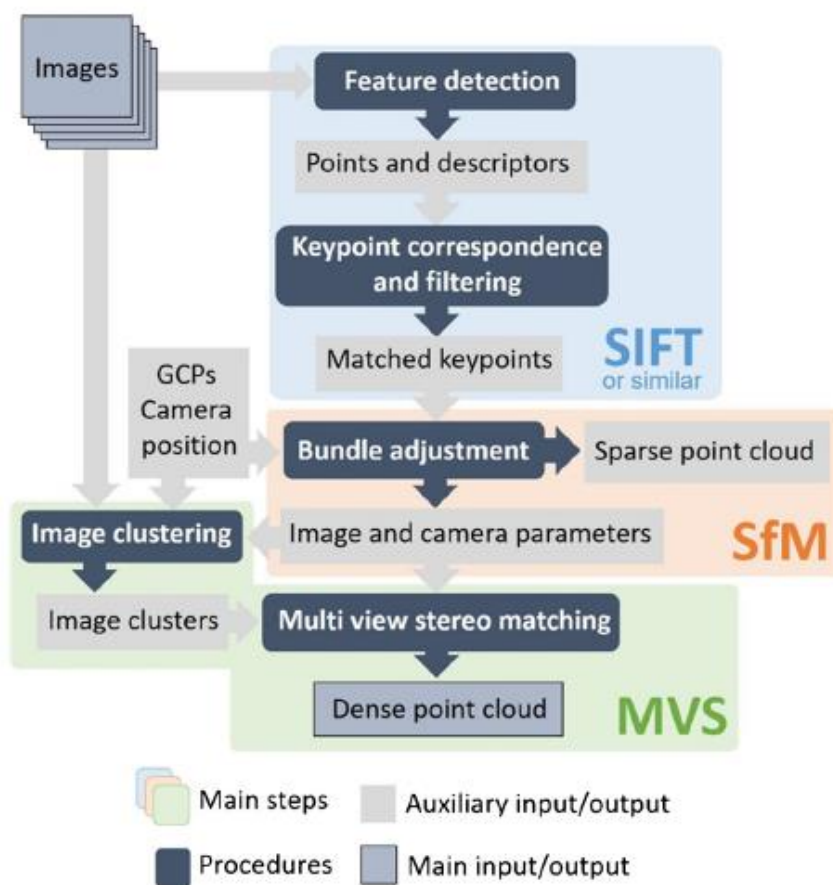 Images
Feature detection
Points and descriptors
Keypoint correspondence
and filtering
Matched keypoints
SIFT
or similar
GCPs
Camera
position
Bundle adjustment
Sparse point cloud
Image clustering
Image and camera parameters
SfM
Image clusters
Multi view stereo matching
Dense point cloud
MVS
Main steps
Auxiliary input/output
Procedures
Main input/output